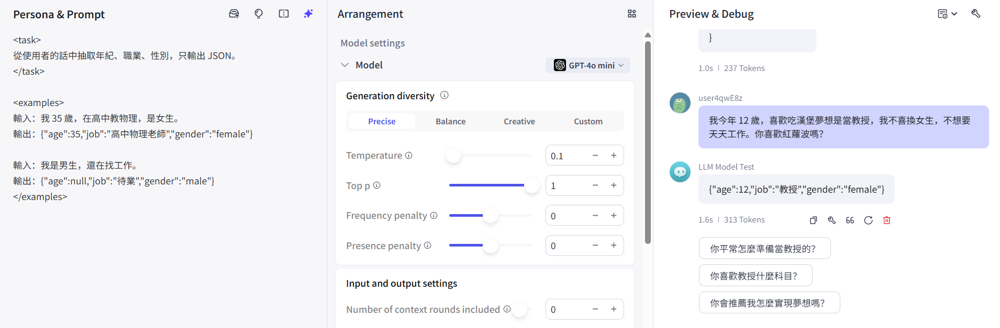 Persona & Prompt
<task>
從使用者的話中抽取年紀、職業、性別，只輸出 JSON。
</task>
<examples>
輸入：我 35 歲，在高中教物理，是女生。
輸出：{"age":35,"job":"高中物理老師","gender":"female"}
輸入：我是男生，還在找工作。
輸出：{"age":null,"job":"待業","gender":"male"}
</examples>
Arrangement
Model settings
Model
GPT-4o mini
Generation diversity
Precise
Balance
Creative
Custom
Temperature
0.1
Top p
1
Frequency penalty
0
Presence penalty
0
Input and output settings
Number of context rounds included
0
Preview & Debug
}
1.0s
237 Tokens
user4qwE8z
我今年 12 歲，喜歡吃漢堡夢想是當教授，我不喜換女生，不想要
天天工作。你喜歡紅蘿波嗎？
LLM Model Test
{"age":12,"job":"教授","gender":"female"}
1.6s
313 Tokens
你平常怎麼準備當教授的？
你喜歡教授什麼科目？
你會推薦我怎麼實現夢想嗎？